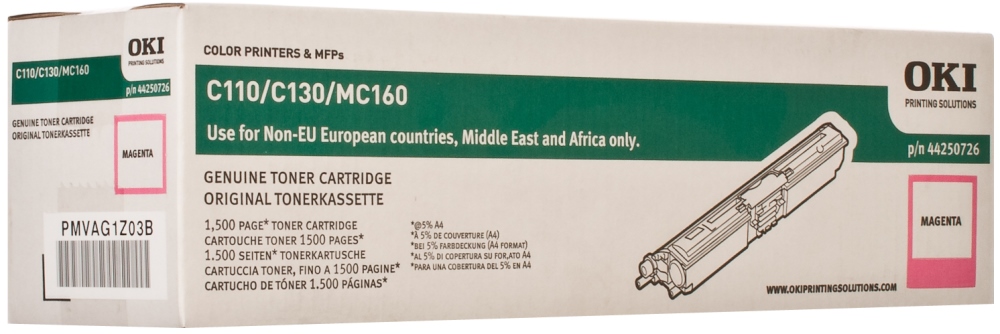 OKI
PRINTING SOLUTIONS
C110/C130/MC160
p/n 44250726
GENUINE TONER CARTRIDGE
ORIGINAL TONERKASSETTE
MAGENTA
PMVAG1Z03B
COLOR PRINTERS & MFPs
C110/C130/MC160
Use for Non-EU European countries, Middle East and Africa only.
OKI
PRINTING SOLUTIONS
p/n 44250726
GENUINE TONER CARTRIDGE
ORIGINAL TONERKASSETTE
1,500 PAGE* TONER CARTRIDGE
CARTOUCHE TONER 1500 PAGES*
1.500 SEITEN* TONERKARTUSCHE
CARTUCCIA TONER, FINO A 1500 PAGINE*
CARTUCHO DE TÓNER 1.500 PÁGINAS*
*@5% A4
*À 5% DE COUVERTURE (A4)
*BEI 5% FARBDECKUNG (A4 FORMAT)
*AL 5% DI COPERTURA SU FOR,ATO A4
*PARA UNA COBERTURA DEL 5% EN A4
MAGENTA
WWW.OKIPRINTINGSOLUTIONS.COM